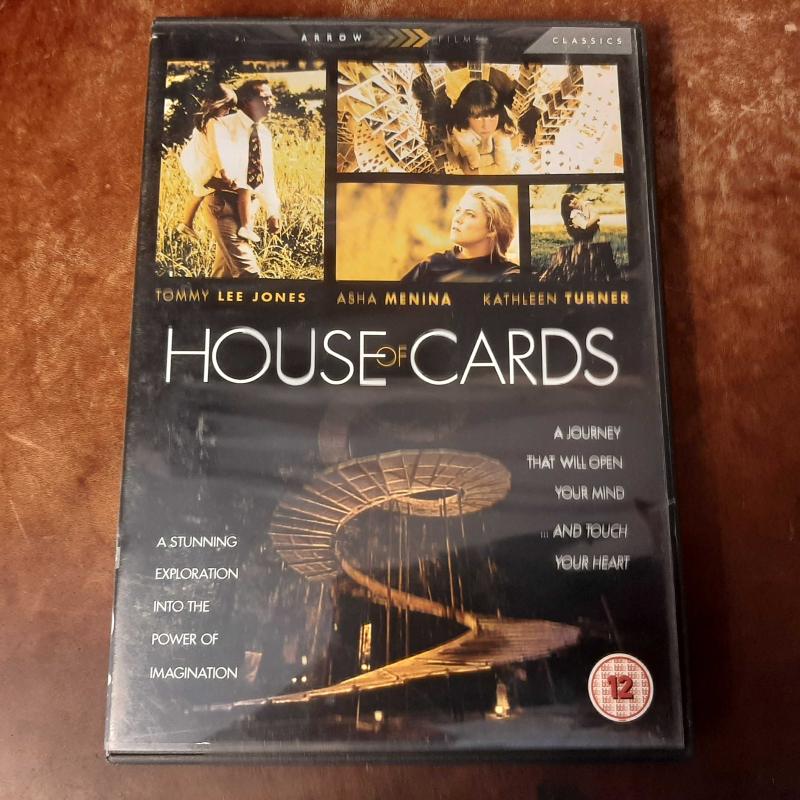 ARROW FILMS
CLASSICS
TOMMY LEE JONES ASHA MENINA KATHLEEN TURNER
HOUSE OF CARDS
A JOURNEY
THAT WILL OPEN
YOUR MIND
... AND TOUCH
YOUR HEART
A STUNNING
EXPLORATION
INTO THE
POWER OF
IMAGINATION
12